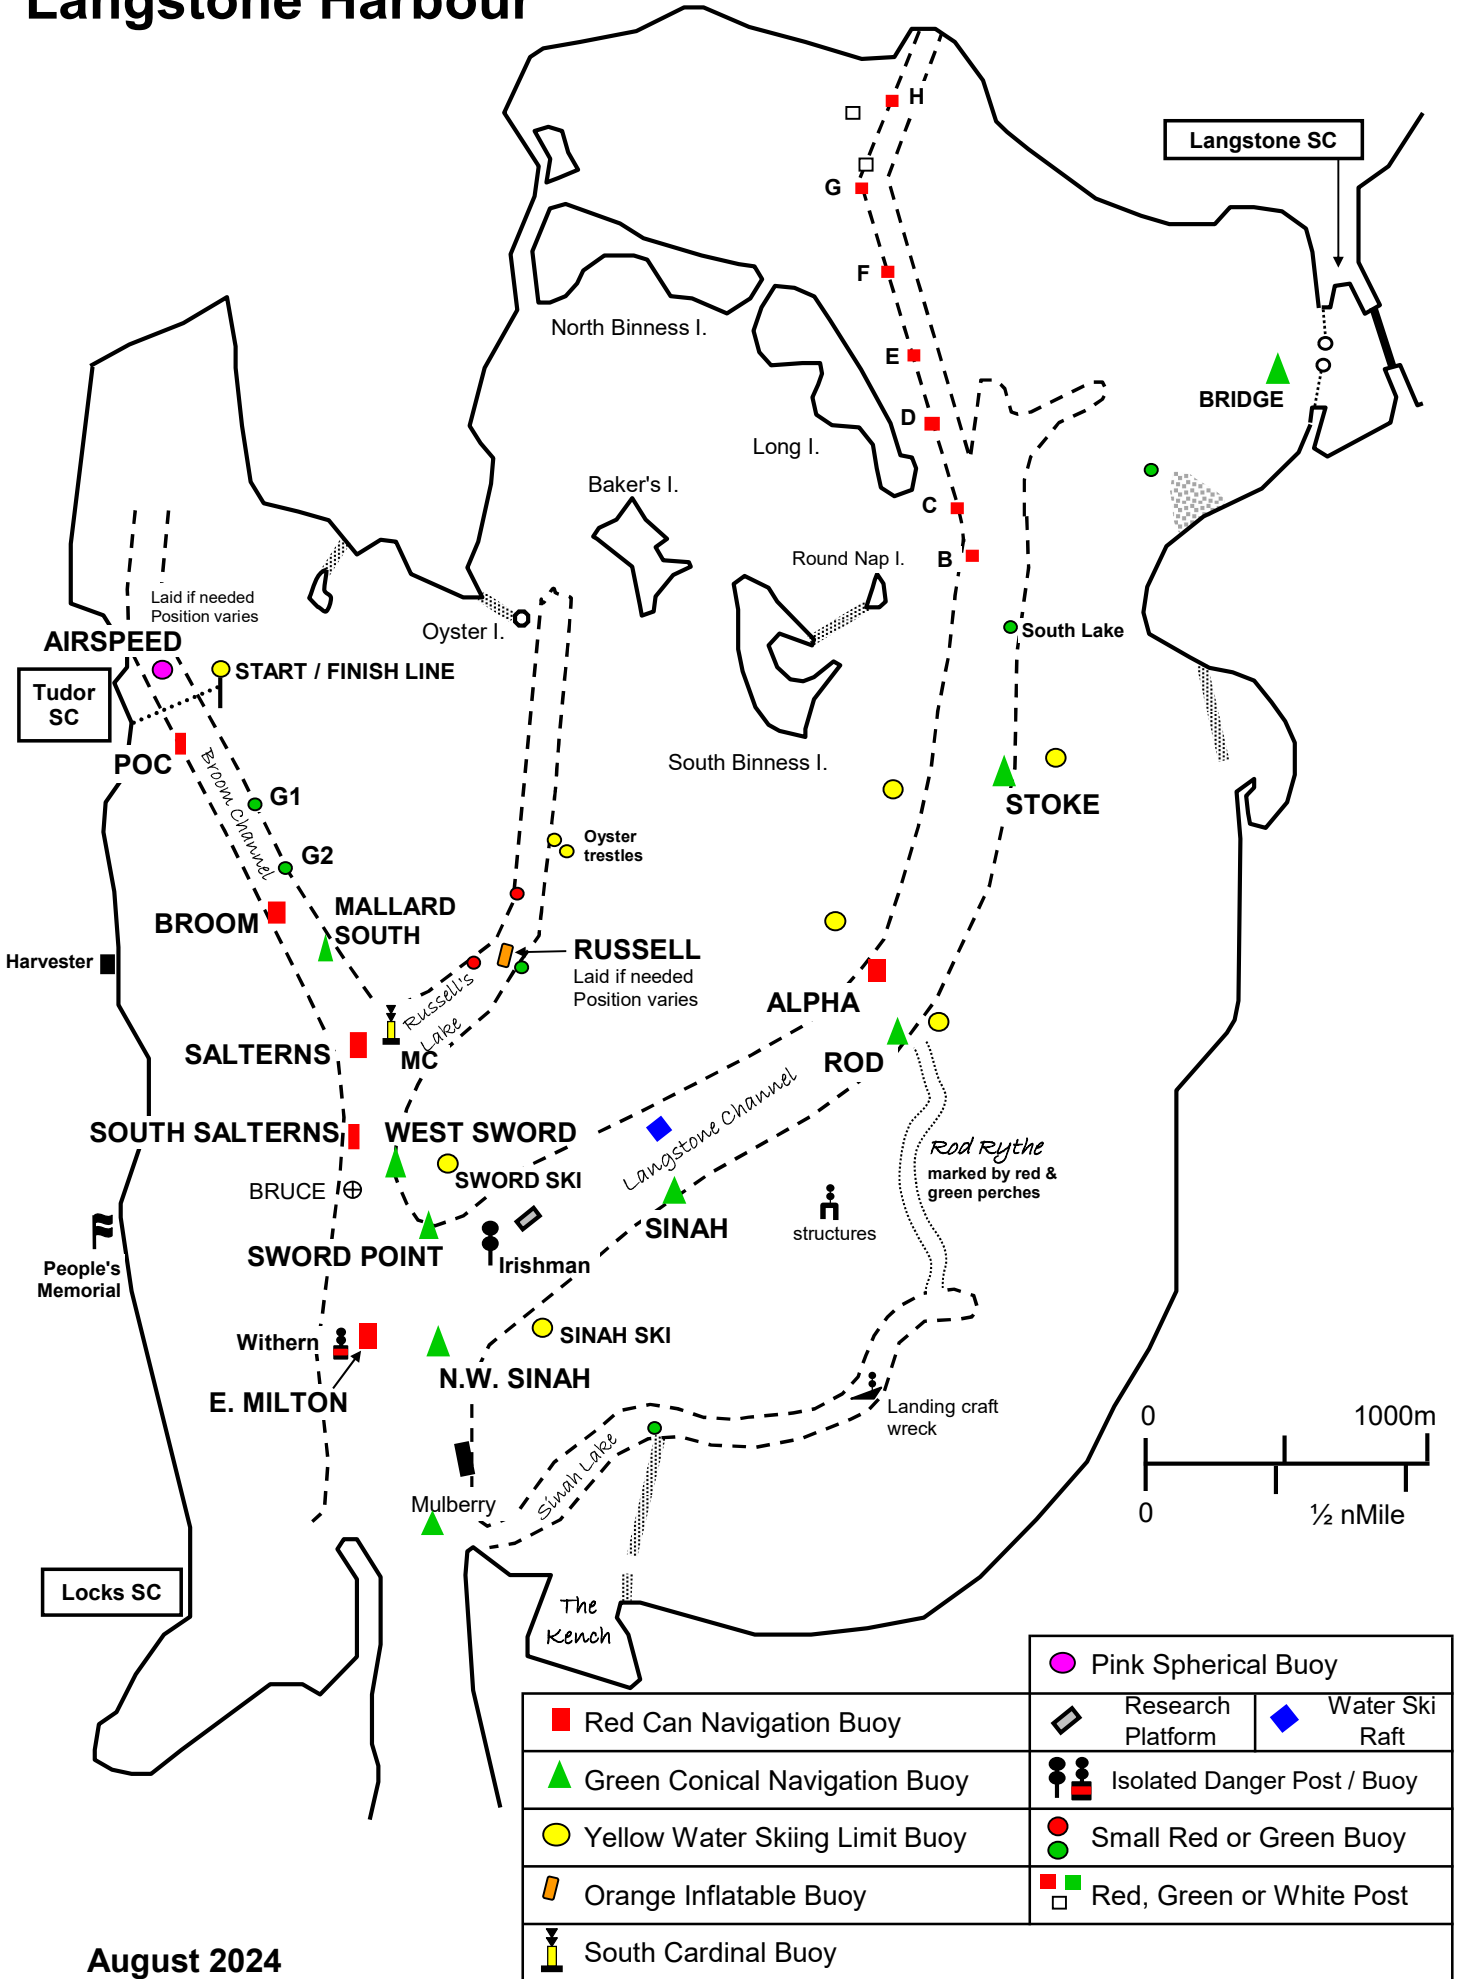 Langstone Harbour
H
Langstone SC
G
F
North Binness I.
E
BRIDGE
D
Long I.
Baker's I.
C
B
Round Nap I.
Laid if needed
Position varies
Oyster I.
South Lake
AIRSPEED
START / FINISH LINE
Tudor
SC
POC
South Binness I.
Broom Channel
G1
STOKE
Oyster
trestles
G2
MALLARD
SOUTH
BROOM
Harvester
RUSSELL
Laid if needed
Position varies
Russell's
Lake
ALPHA
SALTERNS
MC
ROD
Langstone Channel
SOUTH SALTERNS
WEST SWORD
Rod Rythe
marked by red &
green perches
SWORD SKI
BRUCE
SINAH
structures
SWORD POINT
Irishman
People's
Memorial
Withern
SINAH SKI
N.W. SINAH
E. MILTON
Landing craft
wreck
0 1000m
Sinah Lake
Mulberry
0 ½ nMile
Locks SC
The
Kench
Pink Spherical Buoy
Red Can Navigation Buoy
Research
Platform
Water Ski
Raft
Green Conical Navigation Buoy
Isolated Danger Post / Buoy
Yellow Water Skiing Limit Buoy
Small Red or Green Buoy
Orange Inflatable Buoy
Red, Green or White Post
South Cardinal Buoy
August 2024